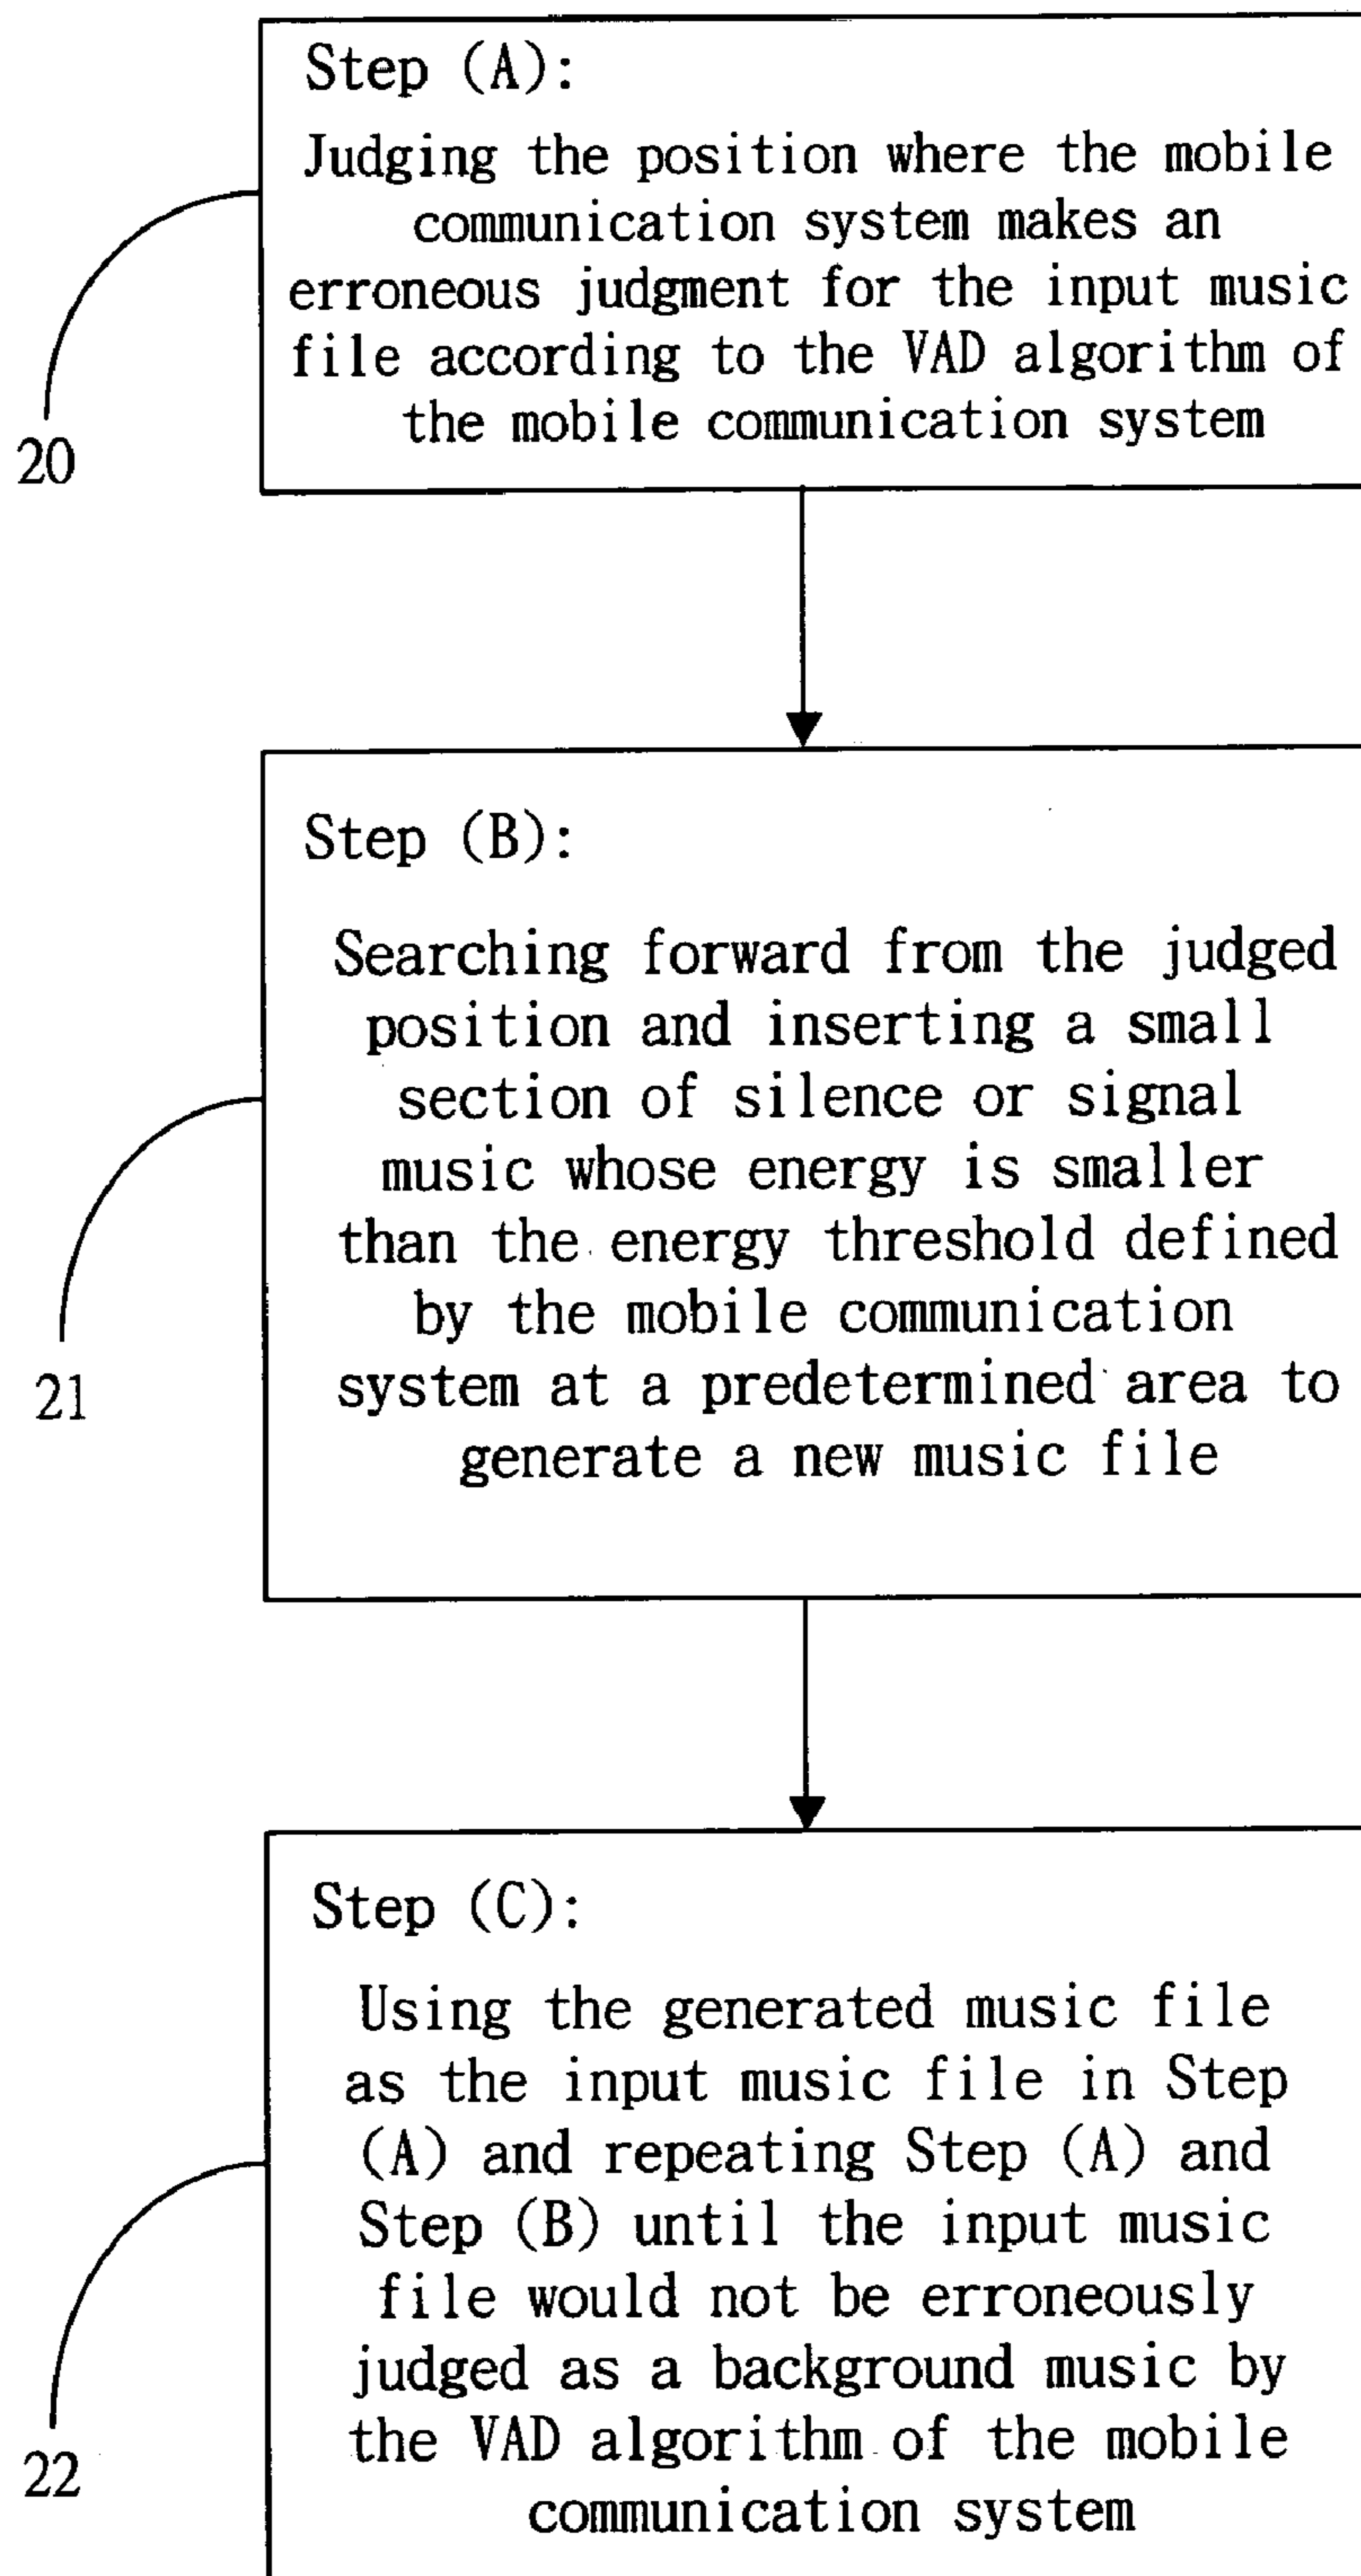 Step (A):
Judging the position where the mobile
communication system makes an
erroneous judgment for the input music
file according to the VAD algorithm of
the mobile communication system
20
Step (B):
Searching forward from the judged
position and inserting a small
section of silence or signal
music whose energy is smaller
than the energy threshold defined
by the mobile communication
system at a predetermined area to
generate a new music file
21
Step (C):
Using the generated music file
as the input music file in Step
(A) and repeating Step (A) and
Step (B) until the input music
file would not be erroneously
judged as a background music by
the VAD algorithm of the mobile
communication system
22